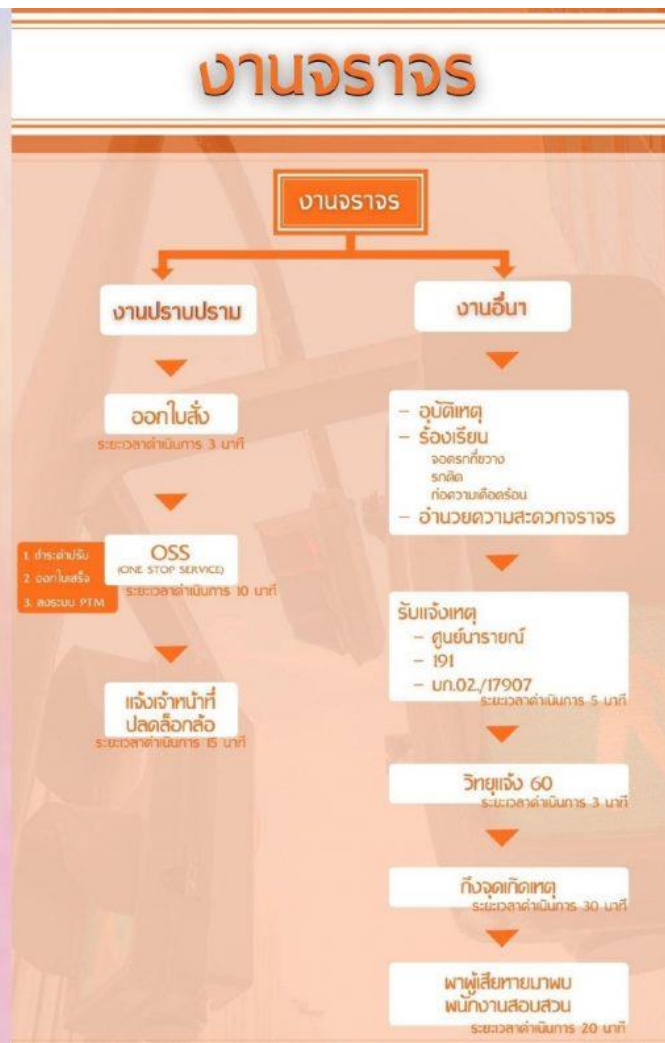 งานจราจร
งานจราจร
งานปราบปราม
ออกใบสั่ง
ระยะเวลาดำเนินการ 3 นาที
1. ชำระค่าปรับ
2. ออกใบเสร็จ
3. ลงระบบ PTM
OSS
(ONE STOP SERVICE)
ระยะเวลาดำเนินการ 10 นาที
แจ้งเจ้าหน้าที่
ปลดล็อกล้อ
ระยะเวลาดำเนินการ 15 นาที
งานอื่นๆ
- อุบัติเหตุ
- ร้องเรียน
จอดรถกีดขวาง
รถติด
ก่อความเดือดร้อน
- อำนวยความสะดวกจราจร
รับแจ้งเหตุ
- ศูนย์นารายณ์
- 191
- บก.02./17907
ระยะเวลาดำเนินการ 5 นาที
วิทยุแจ้ง 60
ระยะเวลาดำเนินการ 3 นาที
ถึงจุดเกิดเหตุ
ระยะเวลาดำเนินการ 30 นาที
พาผู้เสียหายมาพบ
พนักงานสอบสวน
ระยะเวลาดำเนินการ 20 นาที